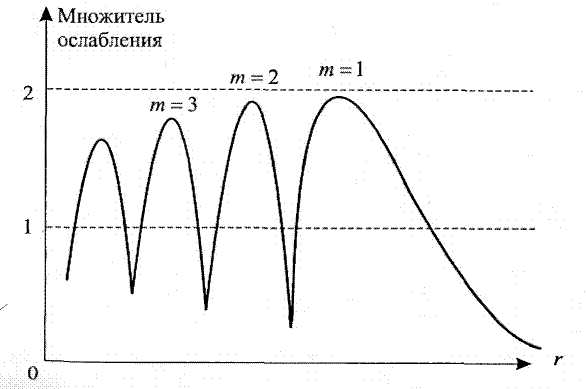 Множитель
ослабления
m = 1
m = 2
2
m = 3
1
0
r